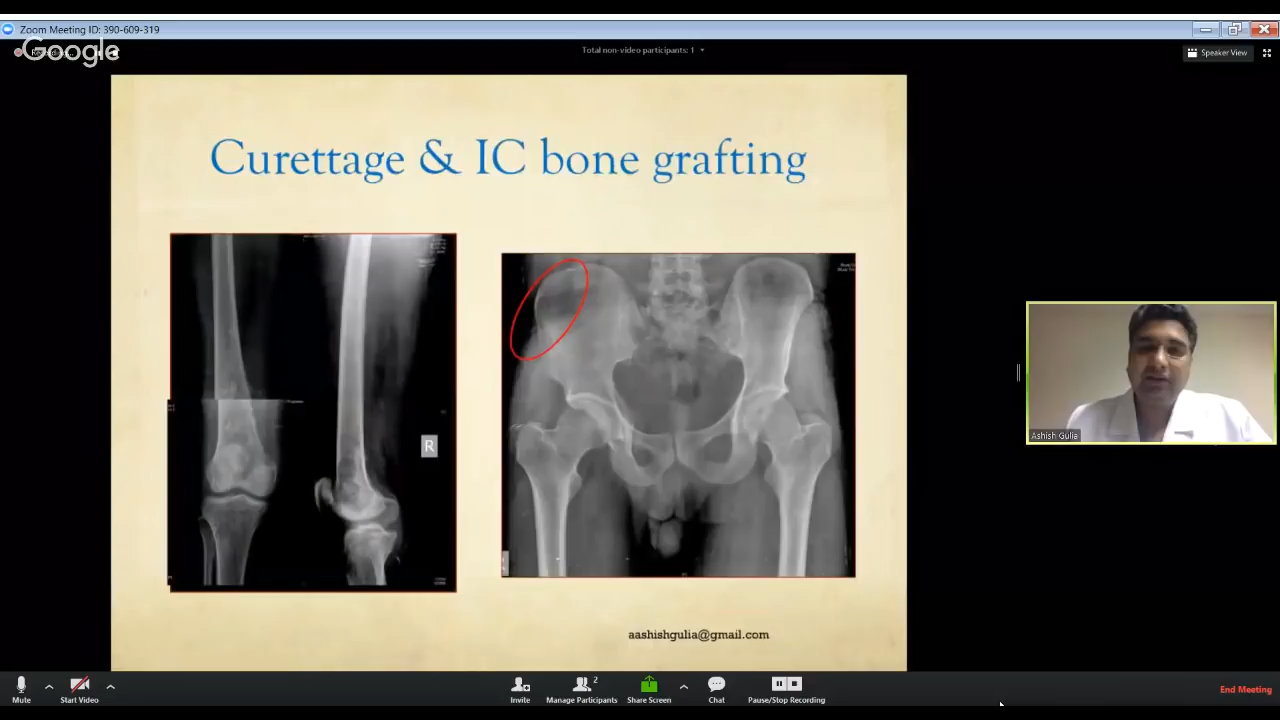 Zoom Meeting ID: 390-609-319
Google
Total non-video participants: 1
Speaker View
Curettage & IC bone grafting
R
Ashish Gulia
aashishgulia@gmail.com
Mute
Start Video
Invite
2
Manage Participants
Share Screen
Chat
Pause/Stop Recording
End Meeting